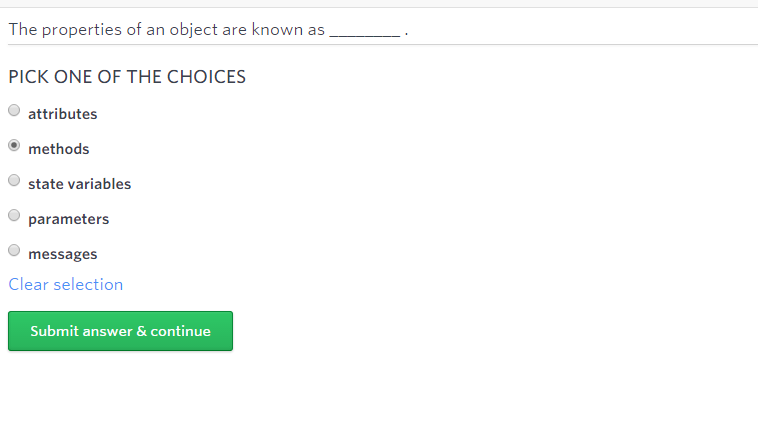 The properties of an object are known as ________ .
PICK ONE OF THE CHOICES
attributes
methods
state variables
parameters
messages
Clear selection
Submit answer & continue